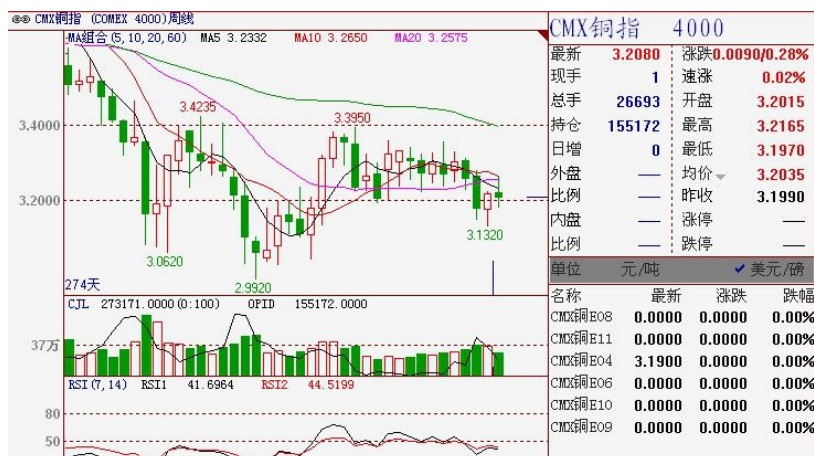 CMX铜指 (COMEX 4000)周线
MA组合(5,10,20,60) MA5 3.2332 MA10 3.2650 MA20 3.2575
3.4235
3.3950
3.4000
3.2000
3.1320
3.0620
2.9920
274天
CJL 273171.0000(0:100) OPID 155172.0000
37万
RSI(7,14) RSI1 41.6964 RSI2 44.5199
80
50
CMX铜指 4000
最新 3.2080 涨跌 0.0090/0.28%
现手 1 速涨 0.02%
总手 26693 开盘 3.2015
持仓 155172 最高 3.2165
日增 0 最低 3.1970
外盘 — 均价 3.2035
比例 — 昨收 3.1990
内盘 — 涨停 —
比例 — 跌停 —
单位 元/吨 ✓美元/磅
名称 最新 涨跌 跌幅
CMX铜E08 0.0000 0.0000 0.00%
CMX铜E11 0.0000 0.0000 0.00%
CMX铜E04 3.1900 0.0000 0.00%
CMX铜E06 0.0000 0.0000 0.00%
CMX铜E10 0.0000 0.0000 0.00%
CMX铜E09 0.0000 0.0000 0.00%